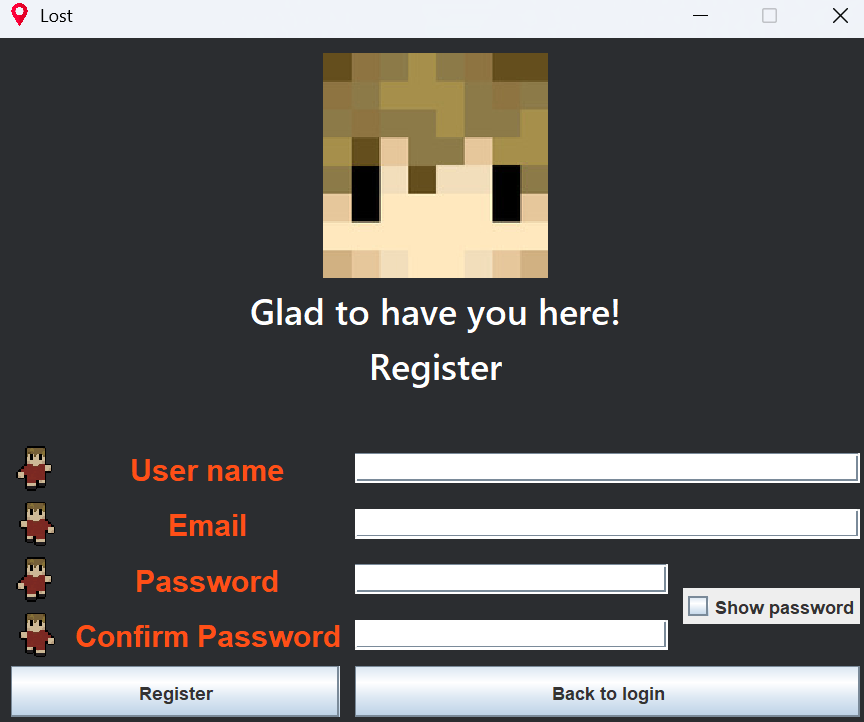 Lost
Glad to have you here!
Register
User name
Email
Password
Show password
Confirm Password
Register
Back to login